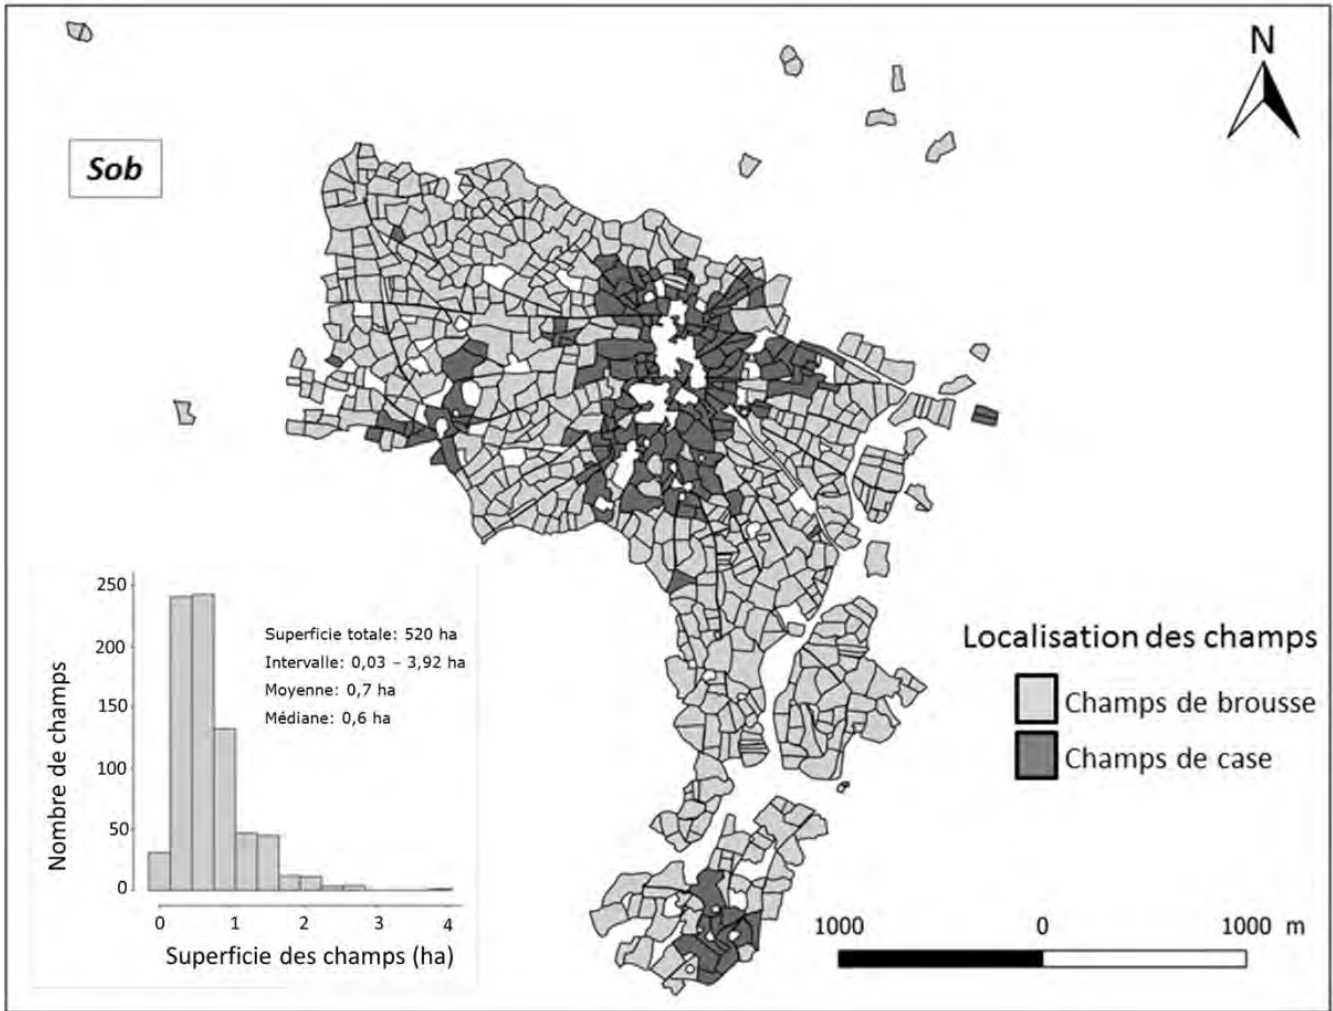 N
Sob
250
200
150
100
50
0
Nombre de champs
Superficie totale: 520 ha
Intervalle: 0,03 – 3,92 ha
Moyenne: 0,7 ha
Médiane: 0,6 ha
0 1 2 3 4
Superficie des champs (ha)
Localisation des champs
Champs de brousse
Champs de case
1000 0 1000 m